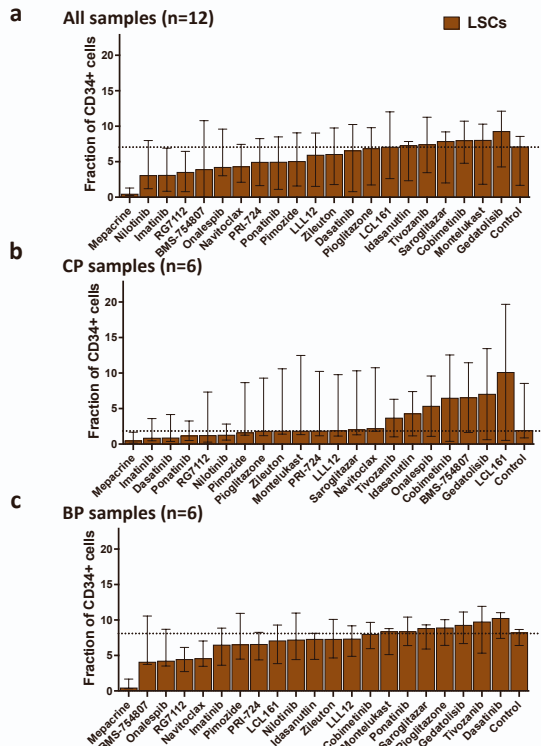 a
All samples (n=12)
LSCs
Fraction of CD34+ cells
20
15
10
5
0
Mepacrine
Nilotinib
Imatinib
RG7112
BMS-754807
Onalespib
Navitoclax
PRI-724
Ponatinib
Pimozide
LLL12
Zileuton
Dasatinib
Pioglitazone
LCL161
Idasanutlin
Tivozanib
Saroglitazar
Cobimetinib
Montelukast
Gedatolisib
Control
b
CP samples (n=6)
Fraction of CD34+ cells
20
15
10
5
0
Mepacrine
Imatinib
Dasatinib
Ponatinib
RG7112
Nilotinib
Pimozide
Pioglitazone
Zileuton
Montelukast
PRI-724
LLL12
Saroglitazar
Navitoclax
Tivozanib
Idasanutlin
Onalespib
Cobimetinib
BMS-754807
Gedatolisib
LCL161
Control
c
BP samples (n=6)
Fraction of CD34+ cells
20
15
10
5
0
Mepacrine
BMS-754807
Onalespib
RG7112
Navitoclax
Imatinib
Pimozide
PRI-724
LCL161
Nilotinib
Idasanutlin
Zileuton
LLL12
Cobimetinib
Montelukast
Ponatinib
Saroglitazar
Pioglitazone
Gedatolisib
Tivozanib
Dasatinib
Control